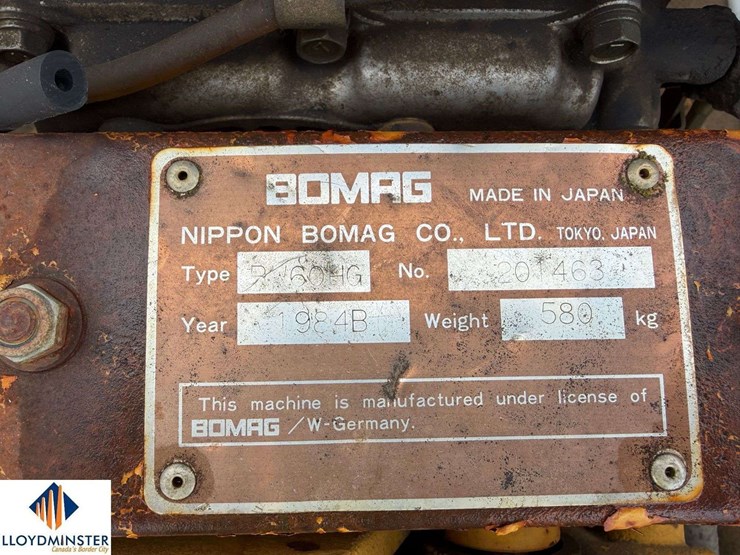 BOMAG MADE IN JAPAN
NIPPON BOMAG CO., LTD. TOKYO. JAPAN
Type 60HG No. 201463
Year 1984B Weight 580 kg
This machine is manufactured under license of
BOMAG /W-Germany.
LLOYDMINSTER
Canada's Border City